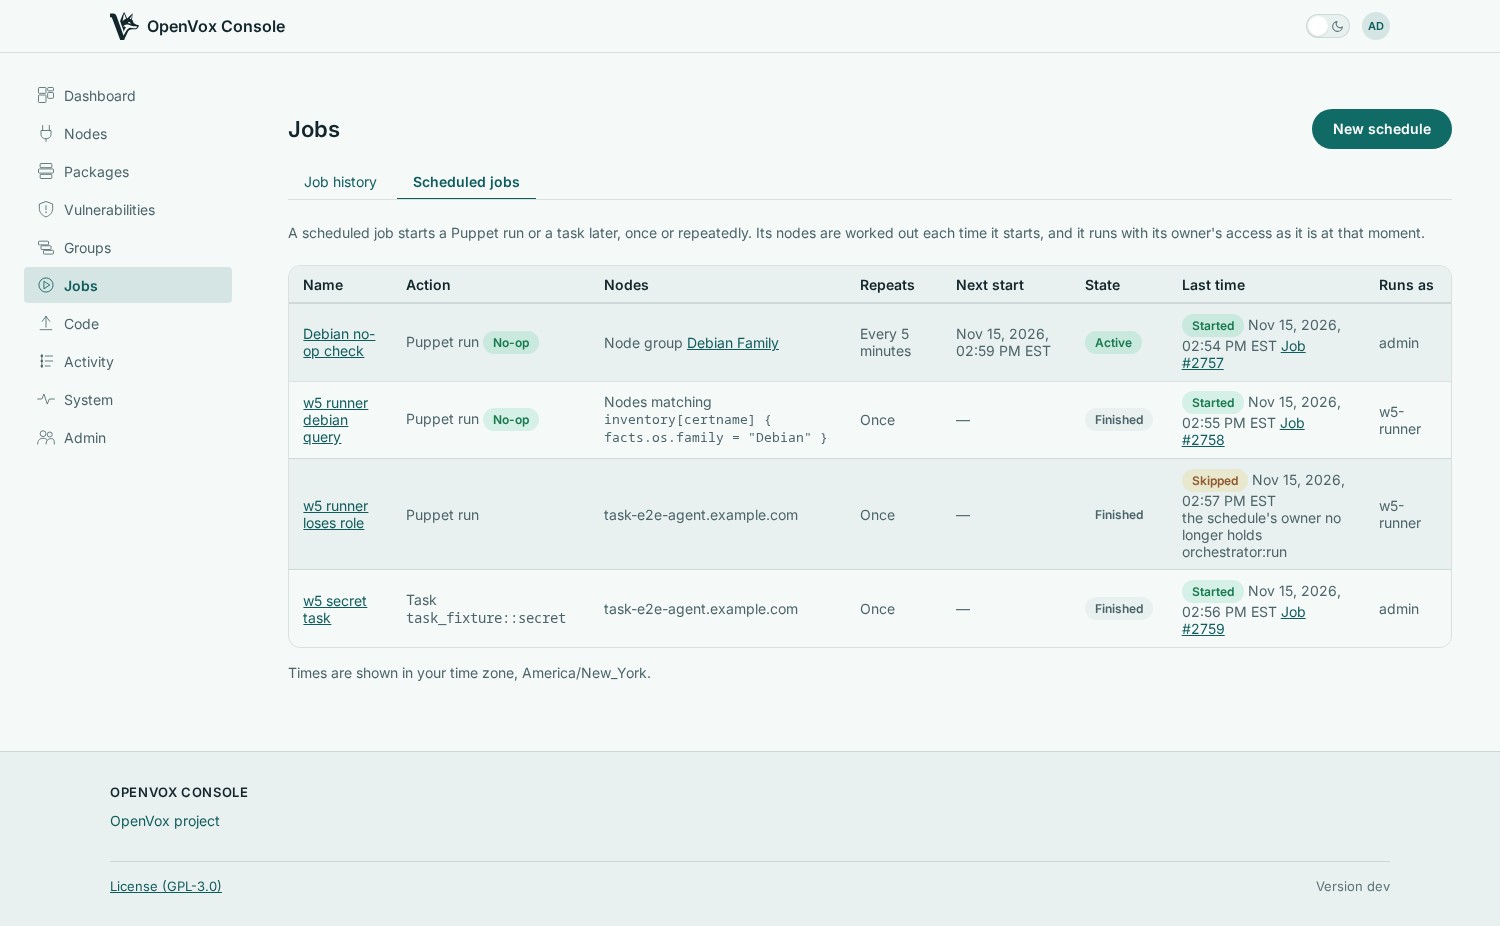 OpenVox Console
AD
Dashboard
Nodes
Packages
Vulnerabilities
Groups
Jobs
Code
Activity
System
Admin
Jobs
New schedule
Job history
Scheduled jobs
A scheduled job starts a Puppet run or a task later, once or repeatedly. Its nodes are worked out each time it starts, and it runs with its owner's access as it is at that moment.
Name Action Nodes Repeats Next start State Last time Runs as
Debian no-
op check
Puppet run No-op
Node group Debian Family
Every 5
minutes
Nov 15, 2026,
02:59 PM EST
Active
Started Nov 15, 2026,
02:54 PM EST Job
#2757
admin
w5 runner
debian
query
Puppet run No-op
Nodes matching
inventory[certname] {
facts.os.family = "Debian" }
Once
—
Finished
Started Nov 15, 2026,
02:55 PM EST Job
#2758
w5-
runner
w5 runner
loses role
Puppet run
task-e2e-agent.example.com
Once
—
Finished
Skipped Nov 15, 2026,
02:57 PM EST
the schedule's owner no
longer holds
orchestrator:run
w5-
runner
w5 secret
task
Task
task_fixture::secret
task-e2e-agent.example.com
Once
—
Finished
Started Nov 15, 2026,
02:56 PM EST Job
#2759
admin
Times are shown in your time zone, America/New_York.
OPENVOX CONSOLE
OpenVox project
License (GPL-3.0)
Version dev